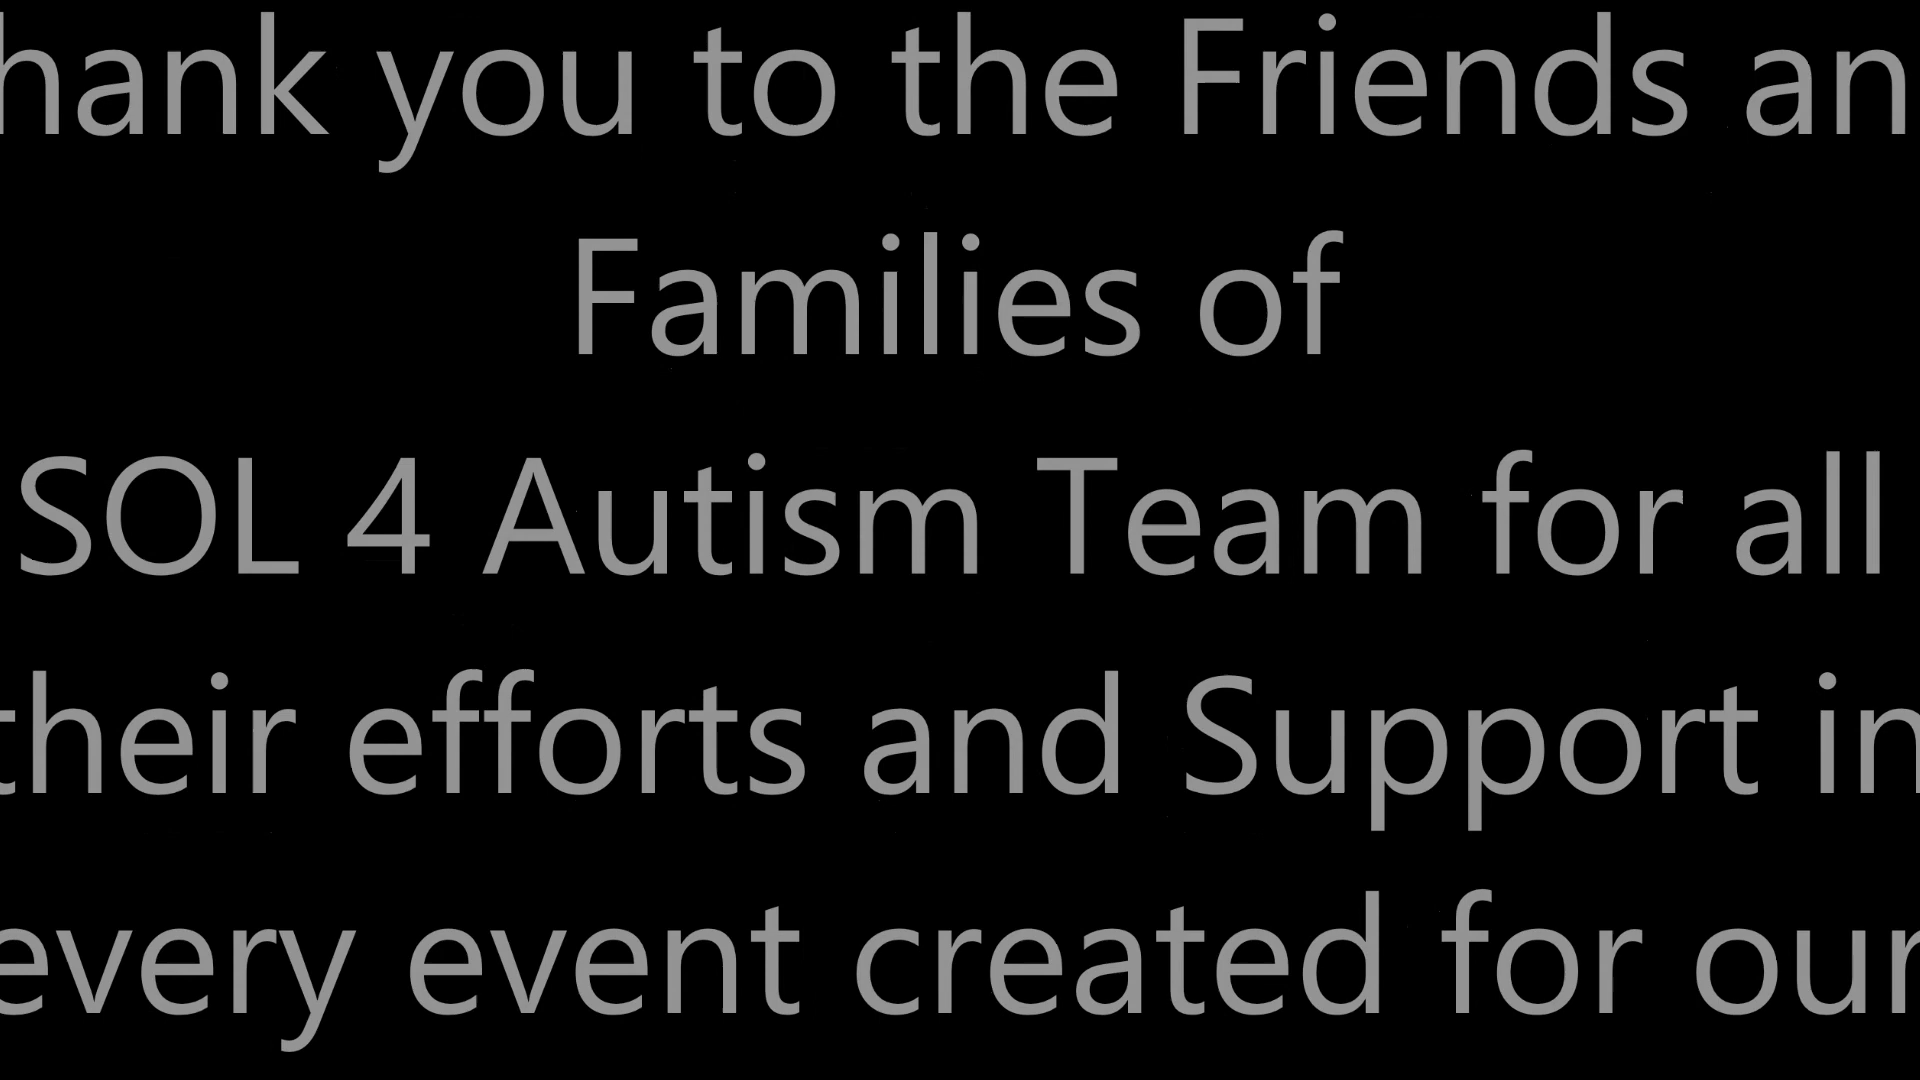 hank you to the Friends an
Families of
SOL 4 Autism Team for all
their efforts and Support in
every event created for our